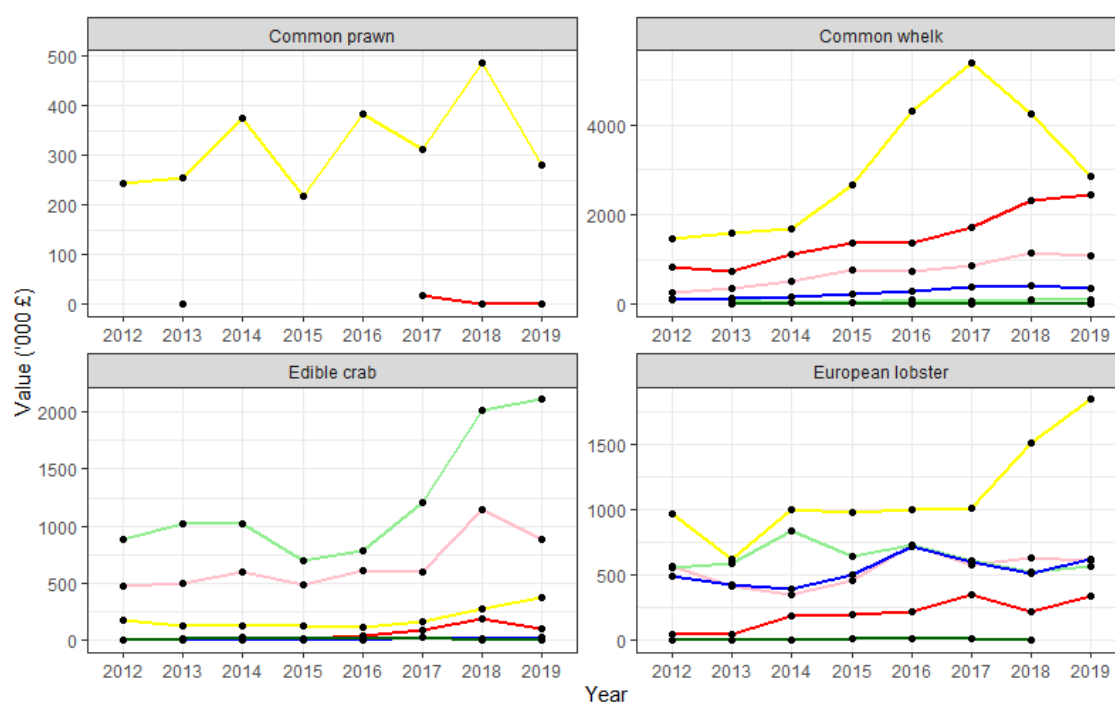 Common prawn
Common whelk
500
400
300
200
100
0
2012 2013 2014 2015 2016 2017 2018 2019
4000
2000
0
2012 2013 2014 2015 2016 2017 2018 2019
Edible crab
European lobster
2000
1500
1000
500
0
2012 2013 2014 2015 2016 2017 2018 2019
1500
1000
500
0
2012 2013 2014 2015 2016 2017 2018 2019
Value ('000 £)
Year